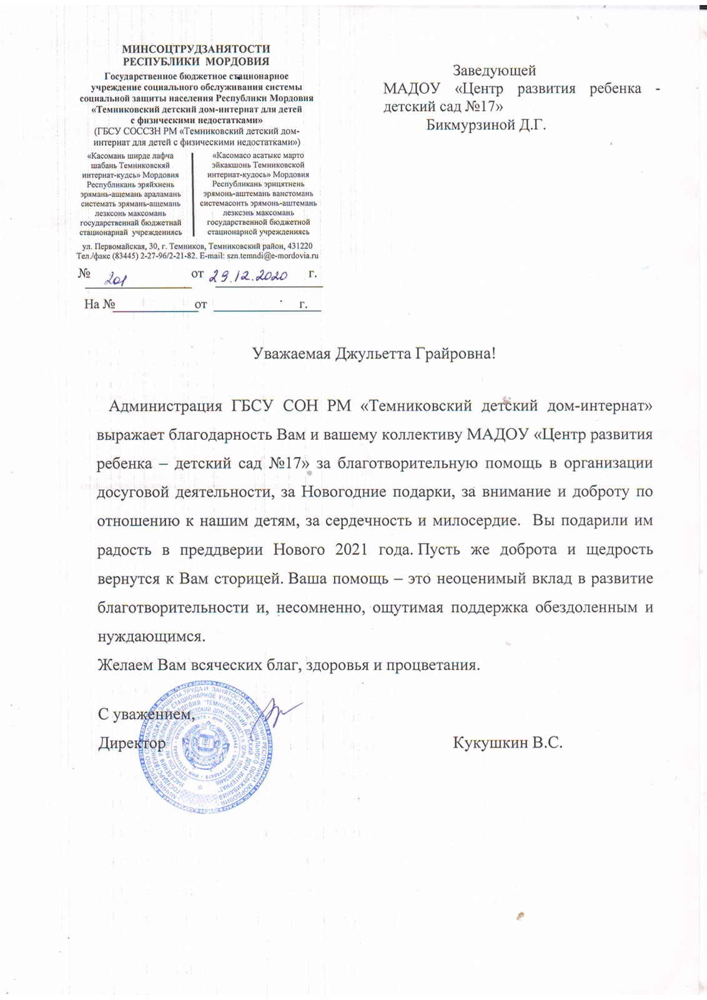 МИНСОЦТРУДЗАНЯТОСТИ
РЕСПУБЛИКИ МОРДОВИЯ
Государственное бюджетное стационарное
учреждение социального обслуживания системы
социальной защиты населения Республики Мордовия
«Темниковский детский дом-интернат для детей
с физическими недостатками»
(ГБСУ СОССЗН РМ «Темниковский детский дом-
интернат для детей с физическими недостатками»)
«Касомань ширде лафча
шабань Темниковскяй
интернат-кудсь» Мордовия
Республикань эряйхнень
эрямань-ащемань араламань
системать эрямань-ащемань
лезксонь максомань
государственнай бюджетнай
стационарнай учреждениясь
«Касомасо асатыкс марто
эйкакшонь Темниковской
интернат-кудось» Мордовия
Республикань эрицятнень
эрямонь-аштемань ванстомань
системасонть эрямонь-аштемань
лезксэнь максомань
государственной бюджетной
стационарной учреждениясь
ул. Первомайская, 30, г. Темников, Темниковский район, 431220
Тел./факс (83445) 2-27-96/2-21-82. E-mail: szn.temndi@e-mordovia.ru
№ 201 от 29.12.2020 г.
На № от г.
Заведующей
МАДОУ «Центр развития ребенка -
детский сад №17»
Бикмурзиной Д.Г.
Уважаемая Джульетта Грайровна!
Администрация ГБСУ СОН РМ «Темниковский детский дом-интернат»
выражает благодарность Вам и вашему коллективу МАДОУ «Центр развития
ребенка – детский сад №17» за благотворительную помощь в организации
досуговой деятельности, за Новогодние подарки, за внимание и доброту по
отношению к нашим детям, за сердечность и милосердие. Вы подарили им
радость в преддверии Нового 2021 года. Пусть же доброта и щедрость
вернутся к Вам сторицей. Ваша помощь – это неоценимый вклад в развитие
благотворительности и, несомненно, ощутимая поддержка обездоленным и
нуждающимся.
Желаем Вам всяческих благ, здоровья и процветания.
С уважением,
Директор Кукушкин В.С.